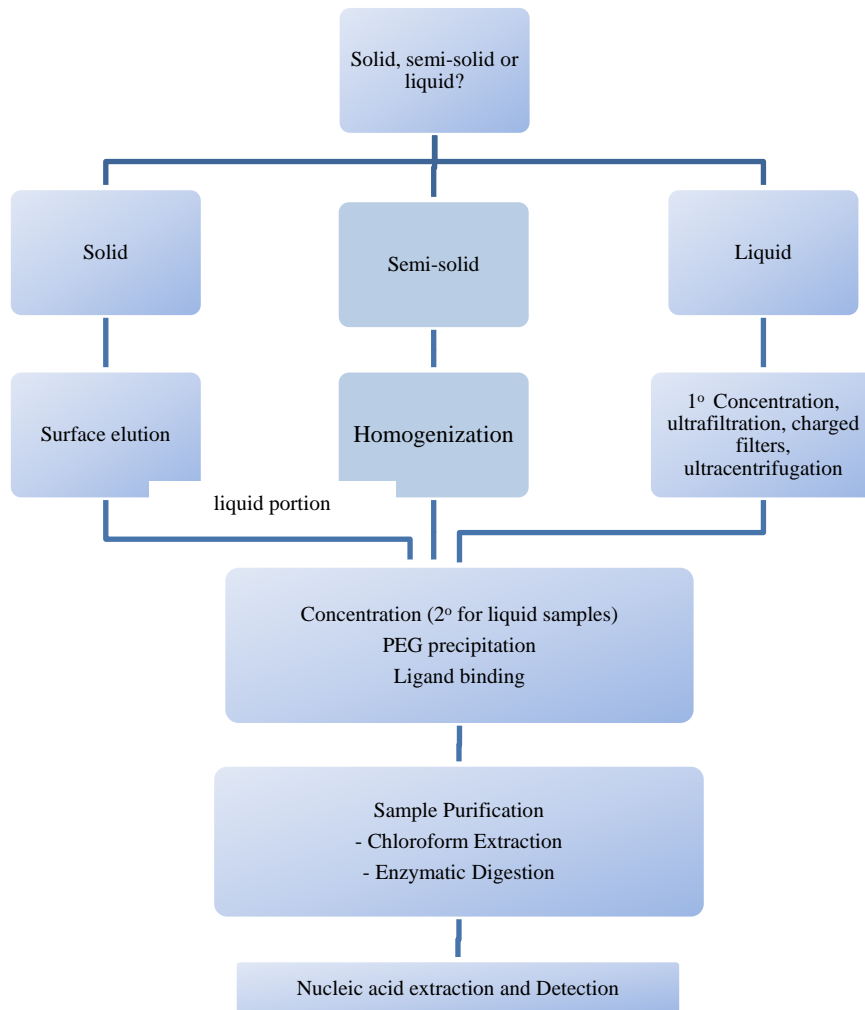 Solid, semi-solid or
liquid?
Solid
Semi-solid
Liquid
Surface elution
Homogenization
1º Concentration,
ultrafiltration, charged
filters,
ultracentrifugation
liquid portion
Concentration (2º for liquid samples)
PEG precipitation
Ligand binding
Sample Purification
- Chloroform Extraction
- Enzymatic Digestion
Nucleic acid extraction and Detection